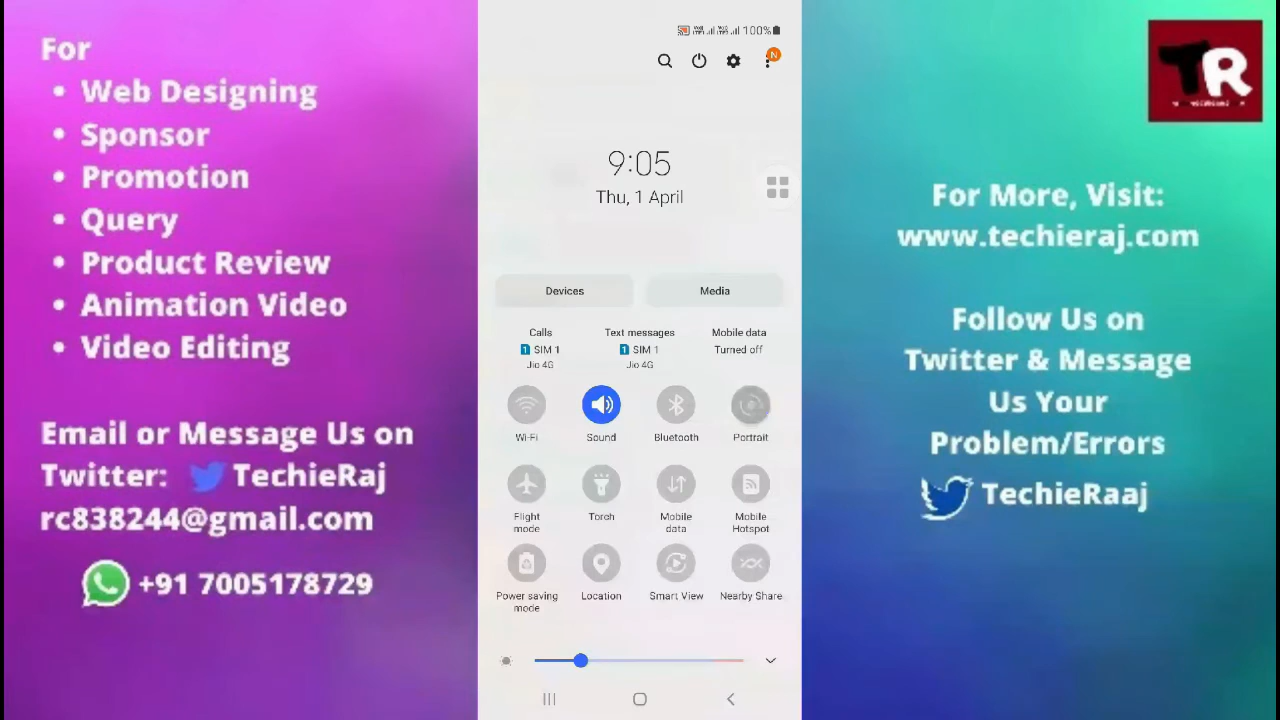 For
• Web Designing
• Sponsor
• Promotion
• Query
• Product Review
• Animation Video
• Video Editing
Email or Message Us on
Twitter: TechieRaj
rc838244@gmail.com
+91 7005178729
100%
N
9:05
Thu, 1 April
Devices
Media
Calls
1 SIM 1
Jio 4G
Text messages
1 SIM 1
Jio 4G
Mobile data
Turned off
Wi-Fi
Sound
Bluetooth
Portrait
Flight
mode
Torch
Mobile
data
Mobile
Hotspot
Power saving
mode
Location
Smart View
Nearby Share
TR
For More, Visit:
www.techieraj.com
Follow Us on
Twitter & Message
Us Your
Problem/Errors
TechieRaaj